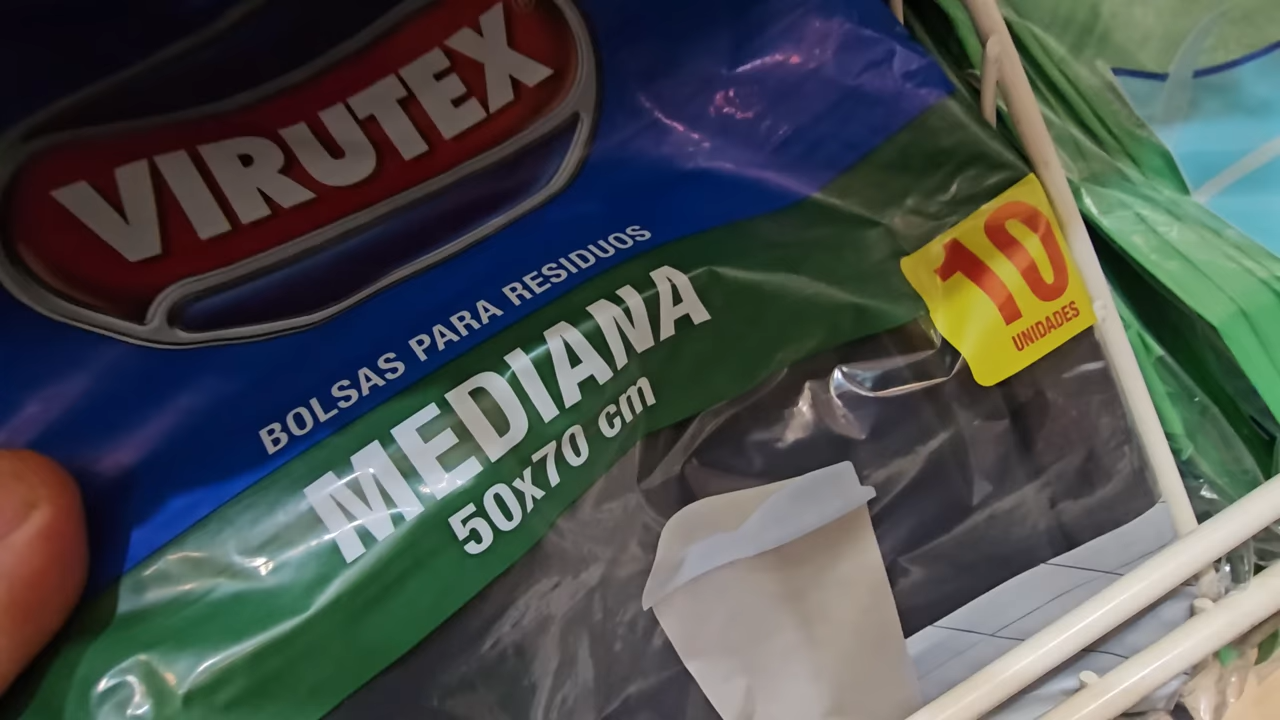 VIRUTEX®
BOLSAS PARA RESIDUOS
MEDIANA
50x70 cm
10
UNIDADES